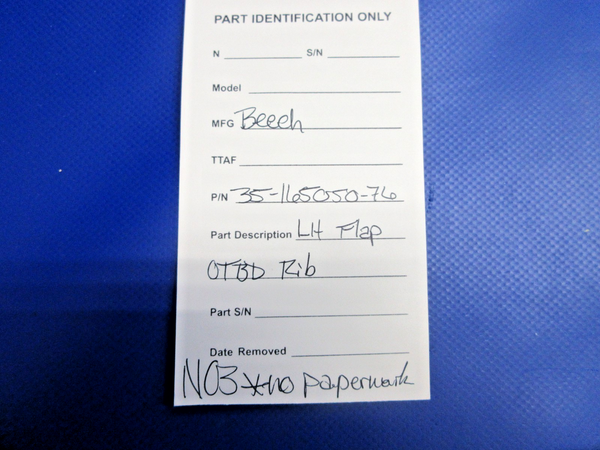 PART IDENTIFICATION ONLY
N S/N
Model
MFG Beech
TTAF
P/N 35-165050-76
Part Description LH Flap
OTBD Rib
Part S/N
Date Removed
NO3 *no paperwork